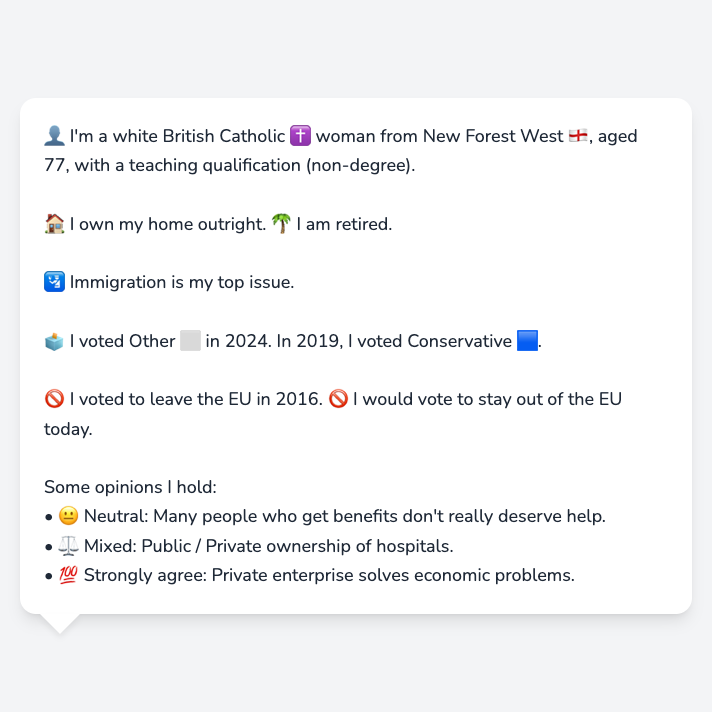 👤 I'm a white British Catholic ✝️ woman from New Forest West 🏴󠁧󠁢󠁥󠁮󠁧󠁿, aged
77, with a teaching qualification (non-degree).
🏠 I own my home outright. 🌴 I am retired.
🛂 Immigration is my top issue.
🗳️ I voted Other ⬜ in 2024. In 2019, I voted Conservative 🟦.
🚫 I voted to leave the EU in 2016. 🚫 I would vote to stay out of the EU
today.
Some opinions I hold:
• 😐 Neutral: Many people who get benefits don't really deserve help.
• ⚖️ Mixed: Public / Private ownership of hospitals.
• 💯 Strongly agree: Private enterprise solves economic problems.